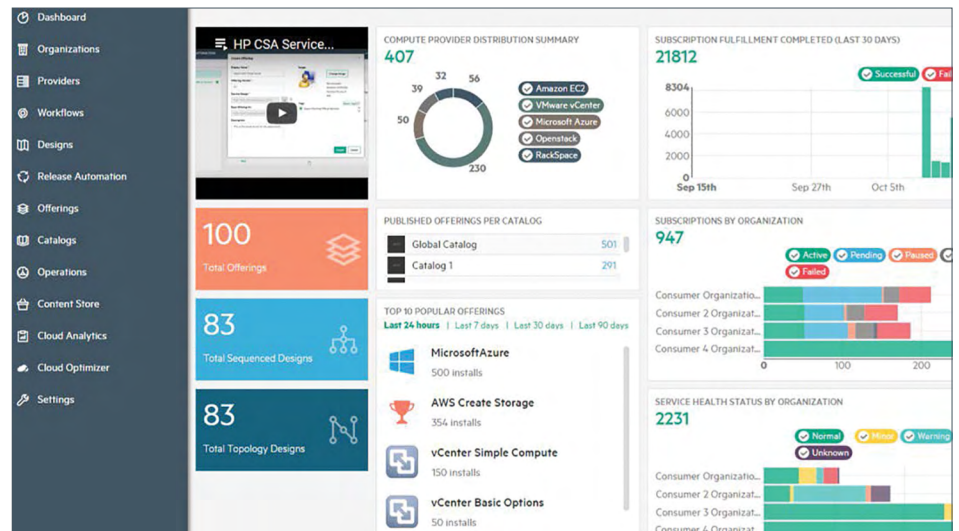 Dashboard
Organizations
Providers
Workflows
Designs
Release Automation
Offerings
Catalogs
Operations
Content Store
Cloud Analytics
Cloud Optimizer
Settings
HP CSA Service...
100
Total Offerings
83
Total Sequenced Designs
83
Total Topology Designs
COMPUTE PROVIDER DISTRIBUTION SUMMARY
407
32
56
39
50
230
Amazon EC2
VMware vCenter
Microsoft Azure
Openstack
RackSpace
PUBLISHED OFFERINGS PER CATALOG
Global Catalog 501
Catalog 1 291
TOP 10 POPULAR OFFERINGS
Last 24 hours | Last 7 days | Last 30 days | Last 90 days
MicrosoftAzure
500 installs
AWS Create Storage
354 installs
vCenter Simple Compute
150 installs
vCenter Basic Options
50 installs
SUBSCRIPTION FULFILLMENT COMPLETED (LAST 30 DAYS)
21812
Successful Fail
8304
6000
4000
2000
0
Sep 15th Sep 27th Oct 5th
SUBSCRIPTIONS BY ORGANIZATION
947
Active Pending Paused
Failed
Consumer Organizatio...
Consumer 2 Organizat...
Consumer 3 Organizat...
Consumer 4 Organizat...
0 100 200
SERVICE HEALTH STATUS BY ORGANIZATION
2231
Normal Minor Warning
Unknown
Consumer Organizatio...
Consumer 2 Organizat...
Consumer 3 Organizat...
Consumer 4 Organizat...